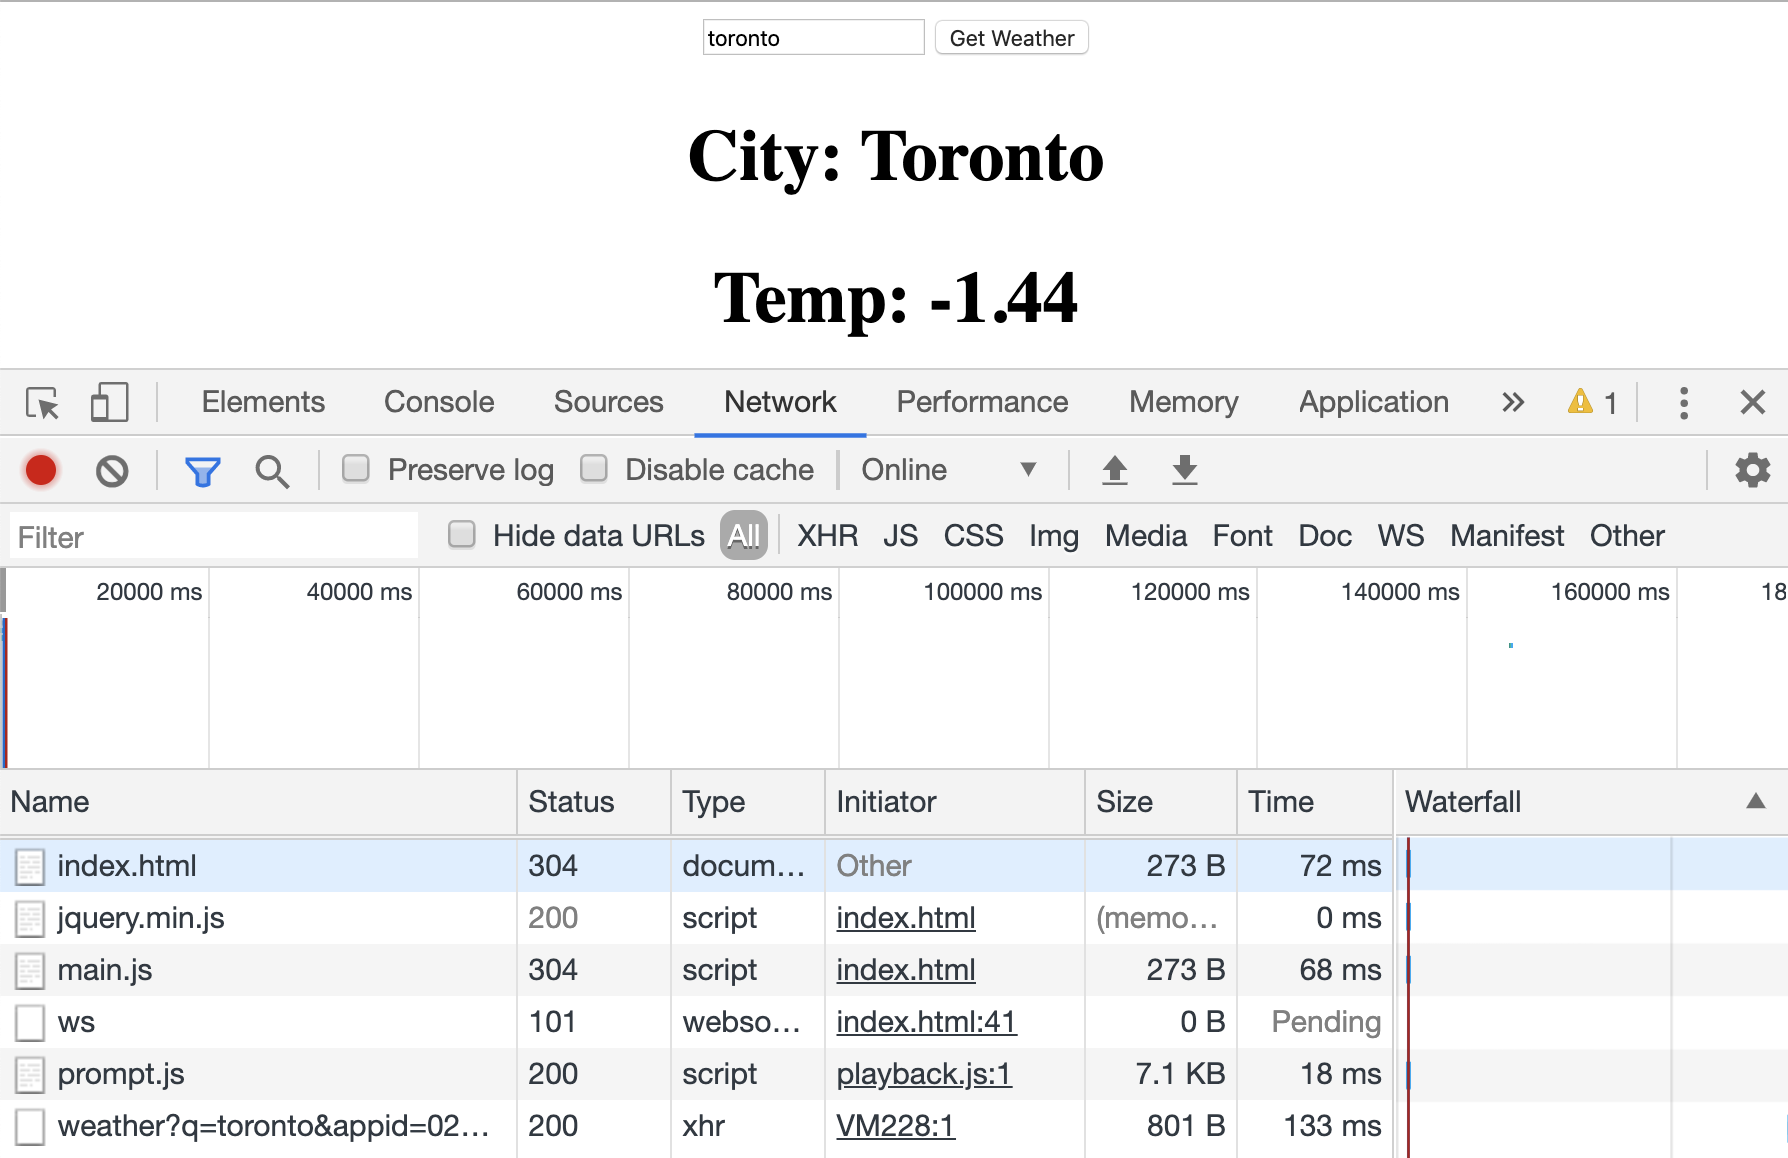 toronto Get Weather
City: Toronto
Temp: -1.44
Elements Console Sources Network Performance Memory Application » 1
Preserve log Disable cache Online
Filter Hide data URLs All XHR JS CSS Img Media Font Doc WS Manifest Other
20000 ms 40000 ms 60000 ms 80000 ms 100000 ms 120000 ms 140000 ms 160000 ms 18
Name Status Type Initiator Size Time Waterfall
index.html 304 docum... Other 273 B 72 ms
jquery.min.js 200 script index.html (memo... 0 ms
main.js 304 script index.html 273 B 68 ms
ws 101 webso... index.html:41 0 B Pending
prompt.js 200 script playback.js:1 7.1 KB 18 ms
weather?q=toronto&appid=02... 200 xhr VM228:1 801 B 133 ms